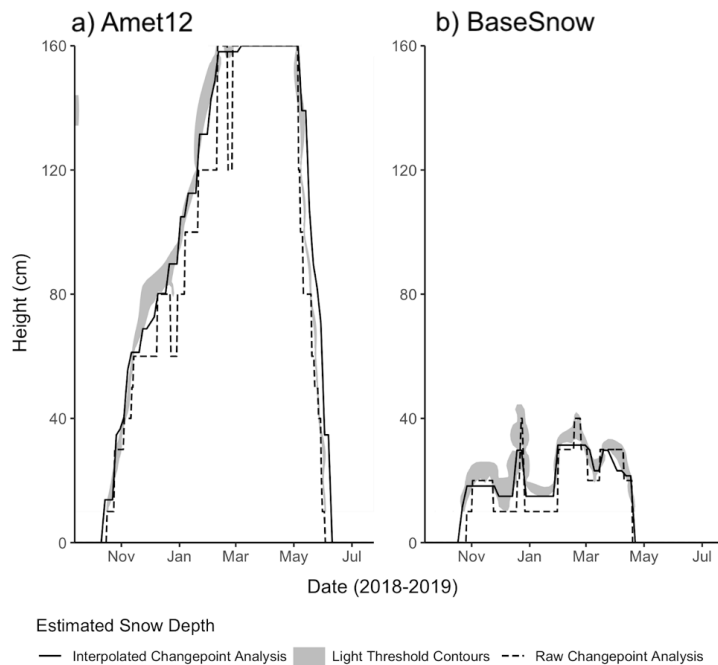 a) Amet12
b) BaseSnow
Height (cm)
160
120
80
40
0
Nov Jan Mar May Jul
160
120
80
40
0
Nov Jan Mar May Jul
Date (2018-2019)
Estimated Snow Depth
Interpolated Changepoint Analysis Light Threshold Contours Raw Changepoint Analysis